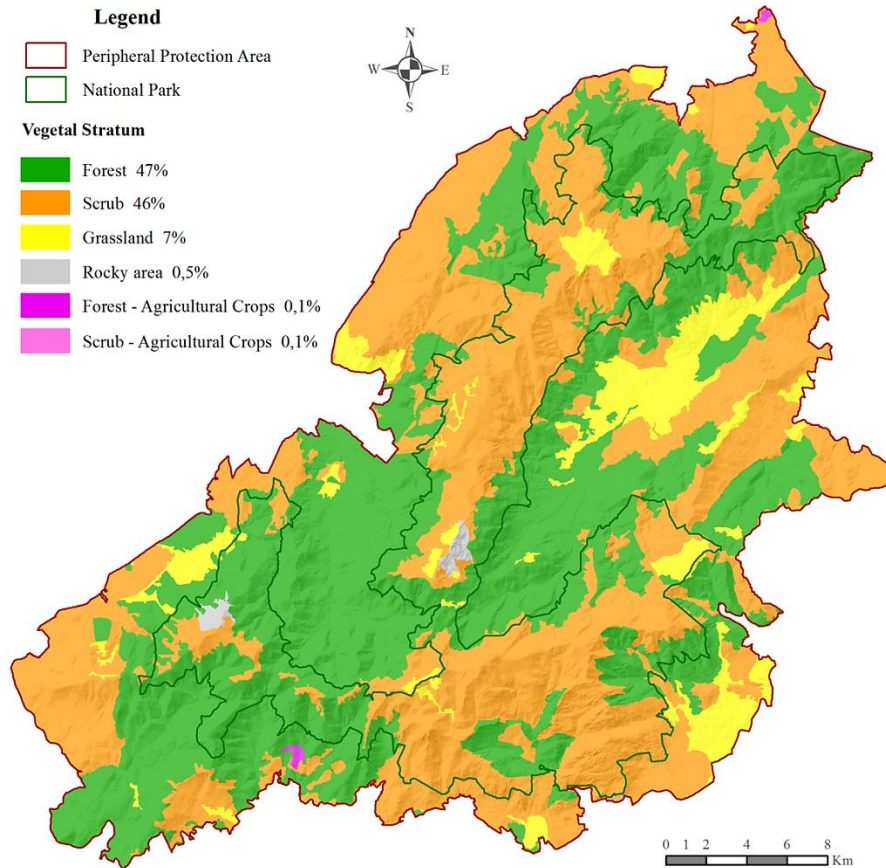 Legend
Peripheral Protection Area
National Park
Vegetal Stratum
Forest 47%
Scrub 46%
Grassland 7%
Rocky area 0,5%
Forest - Agricultural Crops 0,1%
Scrub - Agricultural Crops 0,1%
N
W E
S
0 1 2 4 6 8
Km